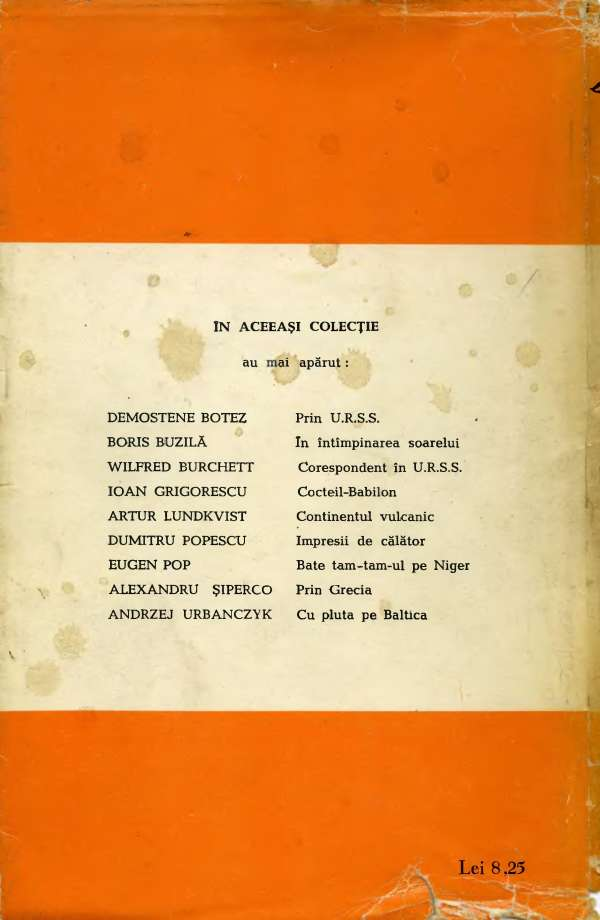 ÎN ACEEAŞI COLECŢIE
au mai apărut :
DEMOSTENE BOTEZ Prin U.R.S.S.
BORIS BUZILĂ În întîmpinarea soarelui
WILFRED BURCHETT Corespondent în U.R.S.S.
IOAN GRIGORESCU Cocteil-Babilon
ARTUR LUNDKVIST Continentul vulcanic
DUMITRU POPESCU Impresii de călător
EUGEN POP Bate tam-tam-ul pe Niger
ALEXANDRU ŞIPERCO Prin Grecia
ANDRZEJ URBANCZYK Cu pluta pe Baltica
Lei 8,25